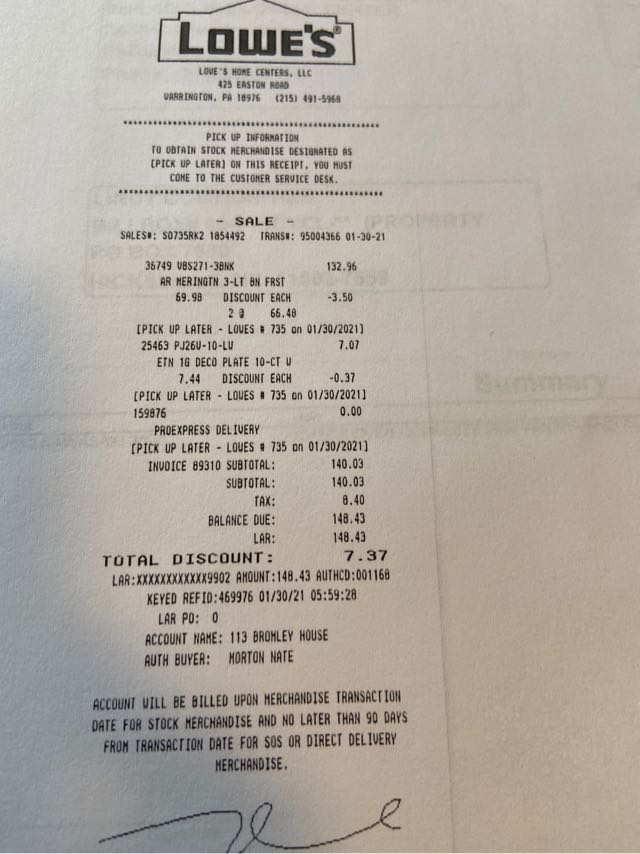 LOWE'S®
LOWE'S HOME CENTERS, LLC
425 EASTON ROAD
WARRINGTON, PA 18976 (215) 491-5968
PICK UP INFORMATION
TO OBTAIN STOCK MERCHANDISE DESIGNATED AS
[PICK UP LATER] ON THIS RECEIPT, YOU MUST
COME TO THE CUSTOMER SERVICE DESK.
- SALE -
SALES#: S0735RK2 1854492 TRANS#: 95004366 01-30-21
36749 VBS271-3BNK 132.96
AR MERINGTN 3-LT BN FRST
69.98 DISCOUNT EACH -3.50
2 @ 66.48
[PICK UP LATER - LOWES # 735 on 01/30/2021]
25463 PJ26W-10-LW 7.07
ETN 1G DECO PLATE 10-CT W
7.44 DISCOUNT EACH -0.37
[PICK UP LATER - LOWES # 735 on 01/30/2021]
159876 0.00
PROEXPRESS DELIVERY
[PICK UP LATER - LOWES # 735 on 01/30/2021]
INVOICE 89310 SUBTOTAL: 140.03
SUBTOTAL: 140.03
TAX: 8.40
BALANCE DUE: 148.43
LAR: 148.43
TOTAL DISCOUNT: 7.37
LAR:XXXXXXXXXXXX9902 AMOUNT:148.43 AUTHCD:001168
KEYED REFID:469976 01/30/21 05:59:28
LAR PO: 0
ACCOUNT NAME: 113 BROMLEY HOUSE
AUTH BUYER: MORTON NATE
ACCOUNT WILL BE BILLED UPON MERCHANDISE TRANSACTION
DATE FOR STOCK MERCHANDISE AND NO LATER THAN 90 DAYS
FROM TRANSACTION DATE FOR SOS OR DIRECT DELIVERY
MERCHANDISE.
Summary